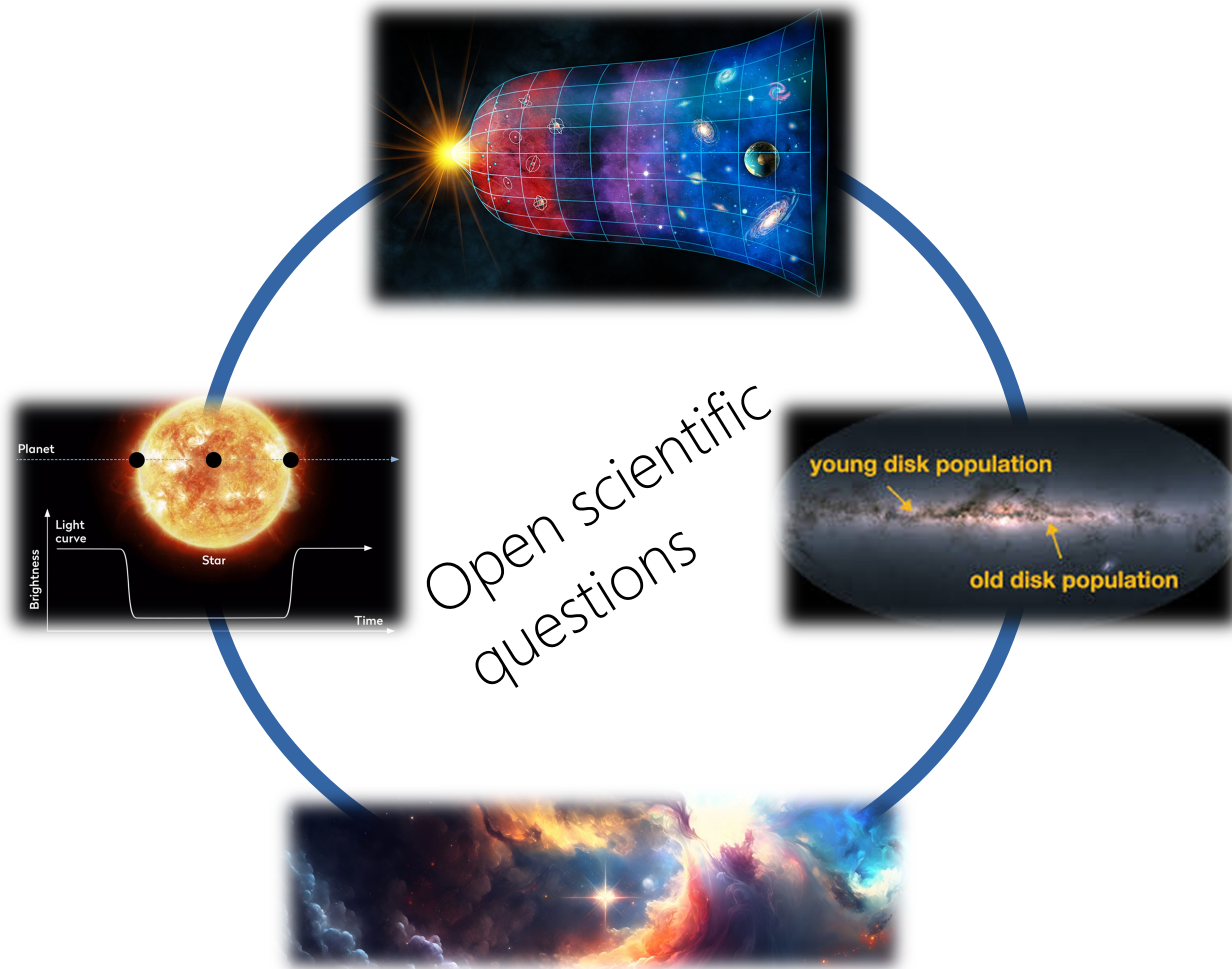 Open scientific
questions
Planet
Light
curve
Star
Brightness
Time
young disk population
old disk population